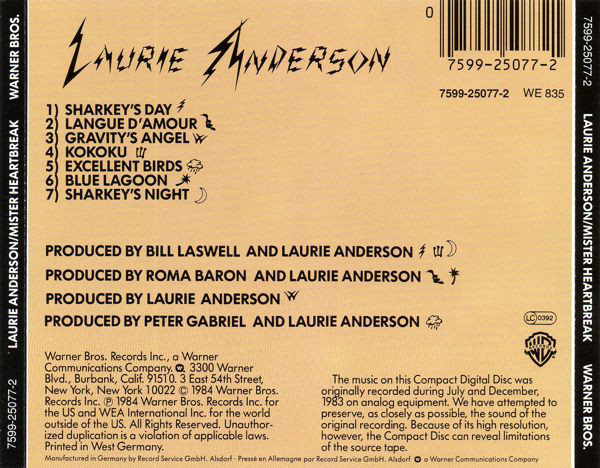 LAURIE ANDERSON
0
7599-25077-2
7599-25077-2 WE 835
1) SHARKEY'S DAY
2) LANGUE D'AMOUR
3) GRAVITY'S ANGEL
4) KOKOKU
5) EXCELLENT BIRDS
6) BLUE LAGOON
7) SHARKEY'S NIGHT
PRODUCED BY BILL LASWELL AND LAURIE ANDERSON
PRODUCED BY ROMA BARON AND LAURIE ANDERSON
PRODUCED BY LAURIE ANDERSON
PRODUCED BY PETER GABRIEL AND LAURIE ANDERSON
LC 0392
Warner Bros. Records Inc., a Warner
Communications Company. 3300 Warner
Blvd., Burbank, Calif. 91510. 3 East 54th Street,
New York, New York 10022 © 1984 Warner Bros.
Records Inc. ℗ 1984 Warner Bros. Records Inc. for
the US and WEA International Inc. for the world
outside of the US. All Rights Reserved. Unauthor-
ized duplication is a violation of applicable laws.
Printed in West Germany.
WB
The music on this Compact Digital Disc was
originally recorded during July and December,
1983 on analog equipment. We have attempted to
preserve, as closely as possible, the sound of the
original recording. Because of its high resolution,
however, the Compact Disc can reveal limitations
of the source tape.
Manufactured in Germany by Record Service GmbH. Alsdorf · Pressé en Allemagne par Record Service GmbH. Alsdorf
a Warner Communications Company
7599-25077-2 LAURIE ANDERSON/MISTER HEARTBREAK WARNER BROS.
7599-25077-2 LAURIE ANDERSON/MISTER HEARTBREAK WARNER BROS.